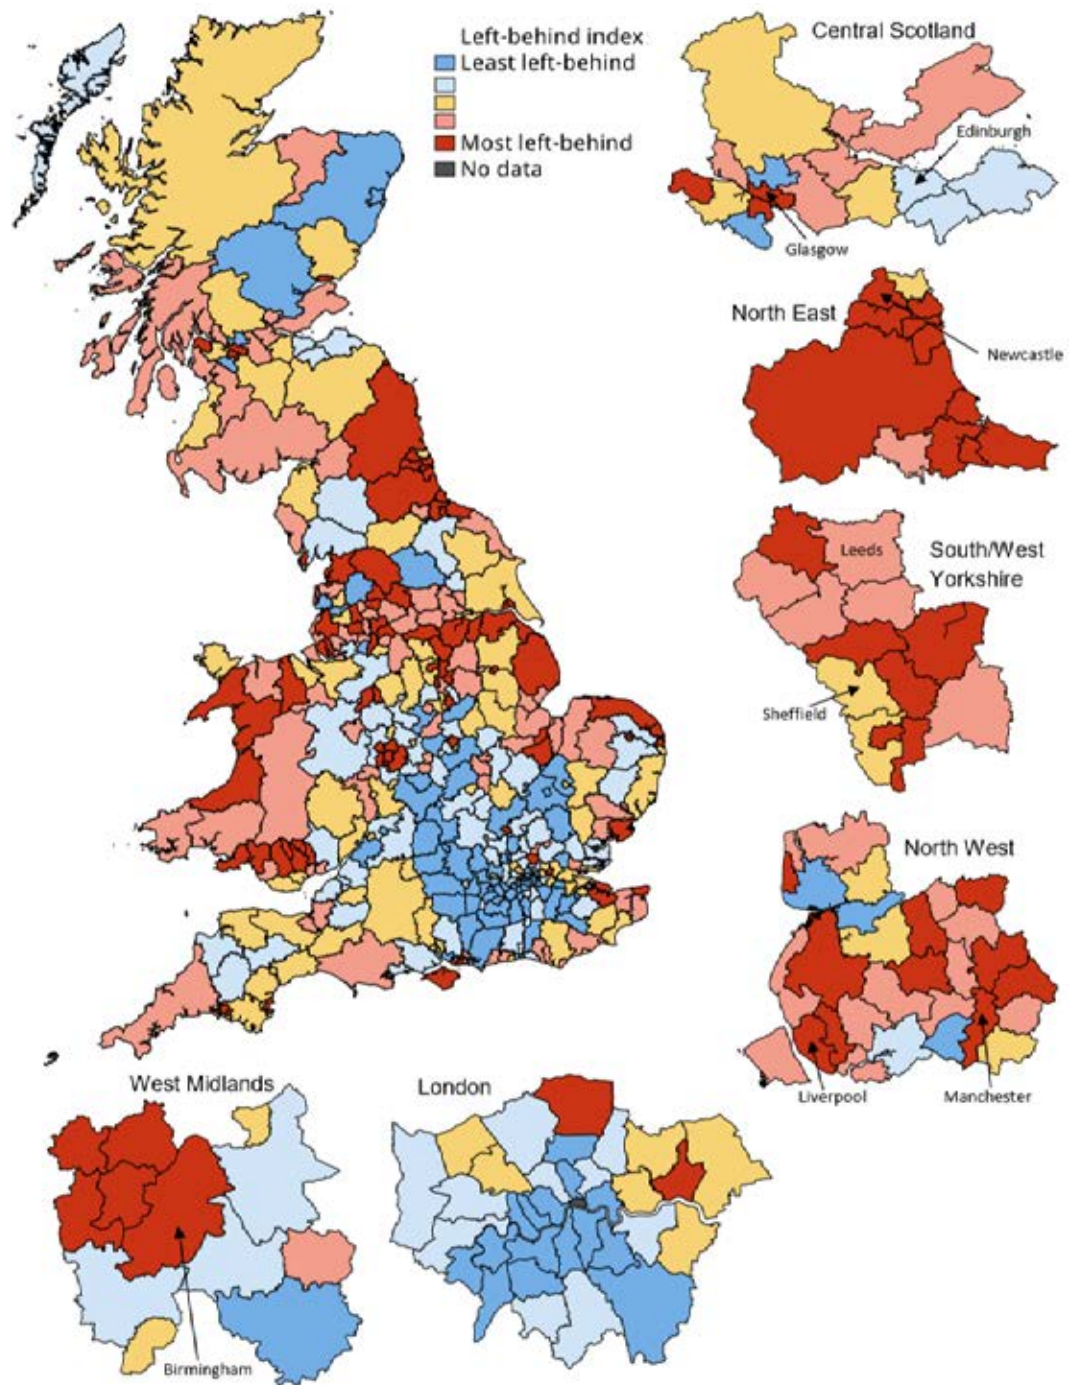 Left-behind index
Least left-behind
Most left-behind
No data
Central Scotland
Edinburgh
Glasgow
North East
Newcastle
Leeds
South/West
Yorkshire
Sheffield
North West
Liverpool
Manchester
West Midlands
Birmingham
London